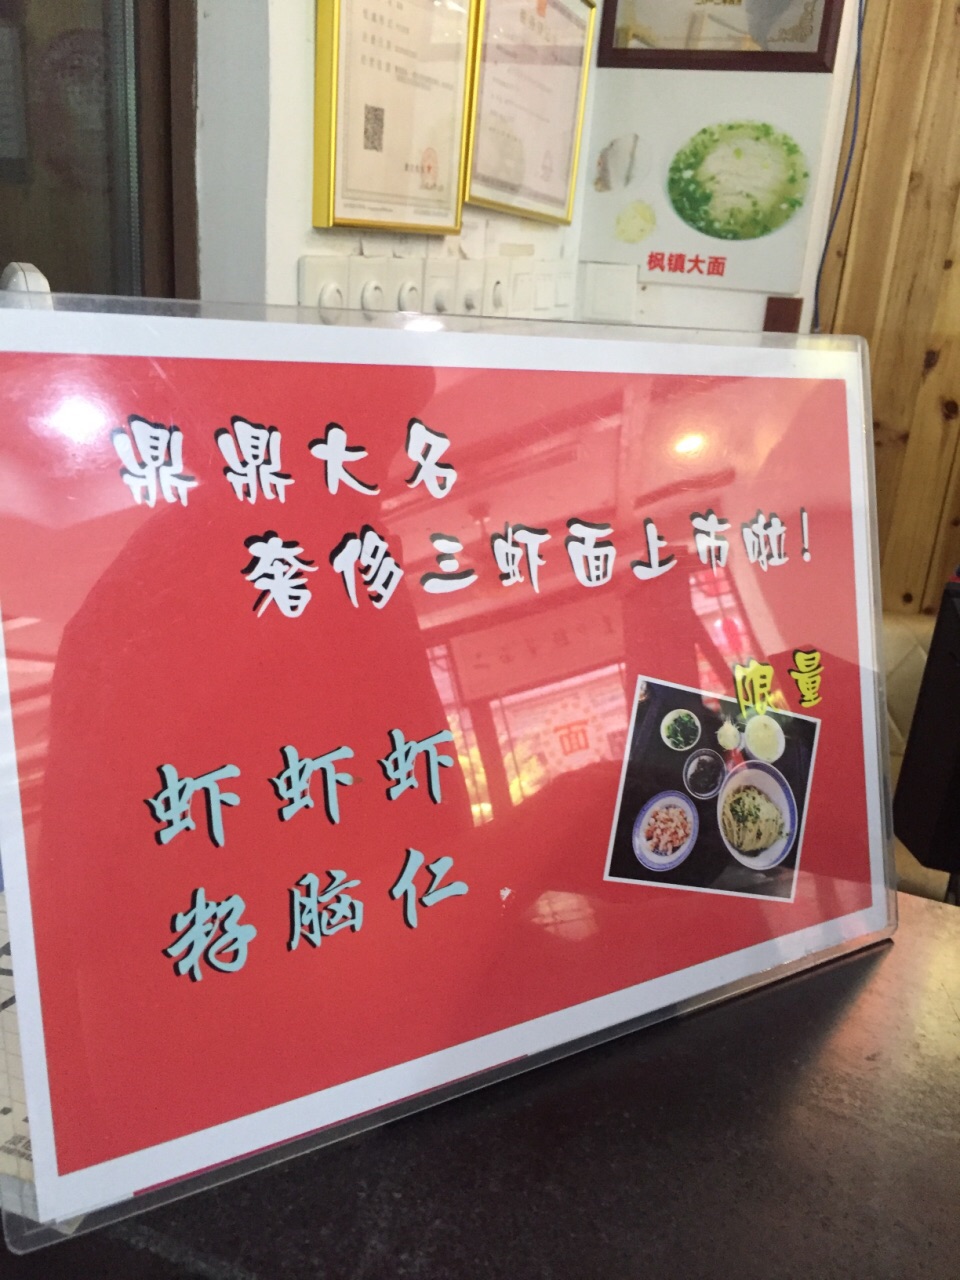 枫镇大面
鼎鼎大名
奢侈三虾面上市啦!
限量
虾虾虾
籽脑仁
面